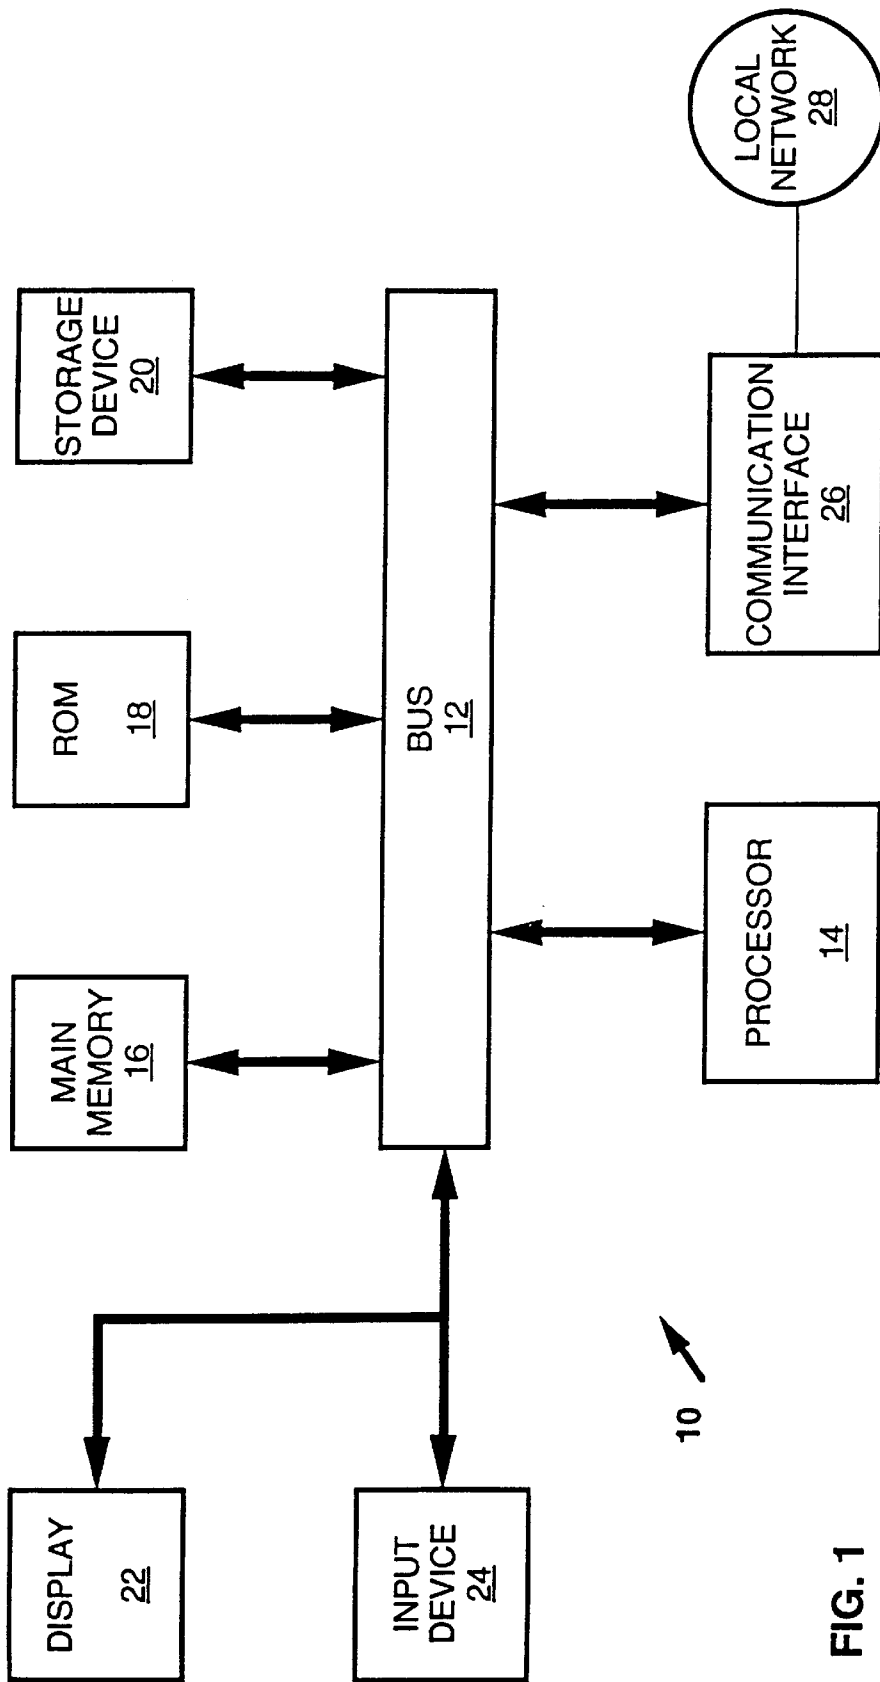 DISPLAY
22
MAIN
MEMORY
16
ROM
18
STORAGE
DEVICE
20
INPUT
DEVICE
24
BUS
12
10
PROCESSOR
14
COMMUNICATION
INTERFACE
26
LOCAL
NETWORK
28
FIG. 1